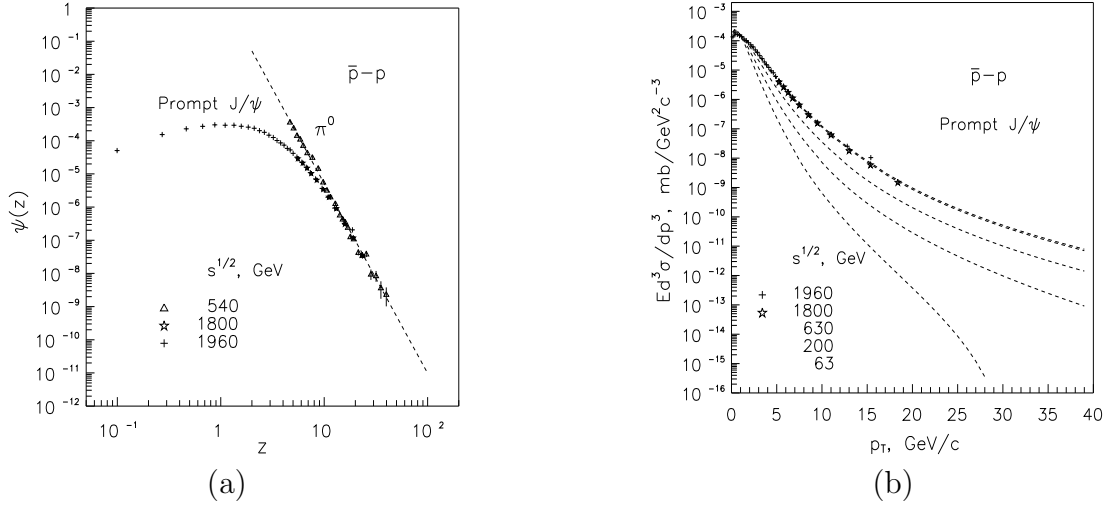 1
10 −1
10 −2
10 −3
10 −4
10 −5
10 −6
10 −7
10 −8
10 −9
10 −10
10 −11
10 −12
ψ(z)
p̄−p
Prompt J/ψ
π⁰
s^{1/2}, GeV
540
1800
1960
10 −1
1
10
10 2
z
(a)
10 −3
10 −4
10 −5
10 −6
10 −7
10 −8
10 −9
10 −10
10 −11
10 −12
10 −13
10 −14
10 −15
10 −16
Ed³σ/dp³, mb/GeV²c⁻³
p̄−p
Prompt J/ψ
s^{1/2}, GeV
1960
1800
630
200
63
0 5 10 15 20 25 30 35 40
p_T, GeV/c
(b)